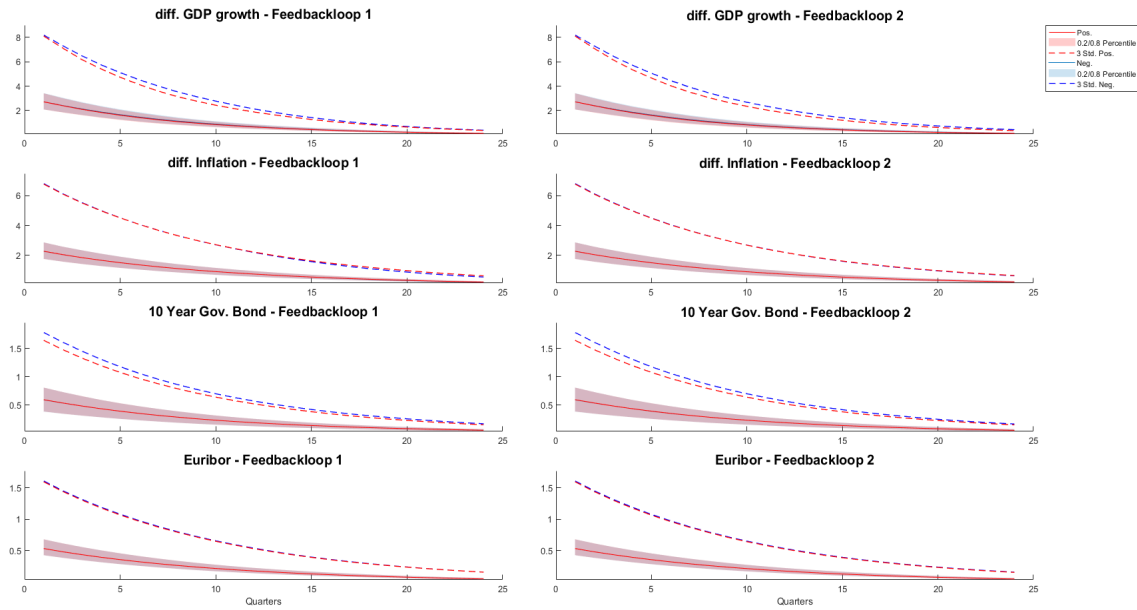 diff. GDP growth - Feedbackloop 1
8
6
4
2
0 5 10 15 20 25
diff. GDP growth - Feedbackloop 2
8
6
4
2
0 5 10 15 20 25
Pos.
0.2/0.8 Percentile
3 Std. Pos.
Neg.
0.2/0.8 Percentile
3 Std. Neg.
diff. Inflation - Feedbackloop 1
6
4
2
0 5 10 15 20 25
diff. Inflation - Feedbackloop 2
6
4
2
0 5 10 15 20 25
10 Year Gov. Bond - Feedbackloop 1
1.5
1
0.5
0 5 10 15 20 25
10 Year Gov. Bond - Feedbackloop 2
1.5
1
0.5
0 5 10 15 20 25
Euribor - Feedbackloop 1
1.5
1
0.5
0 5 10 15 20 25
Quarters
Euribor - Feedbackloop 2
1.5
1
0.5
0 5 10 15 20 25
Quarters